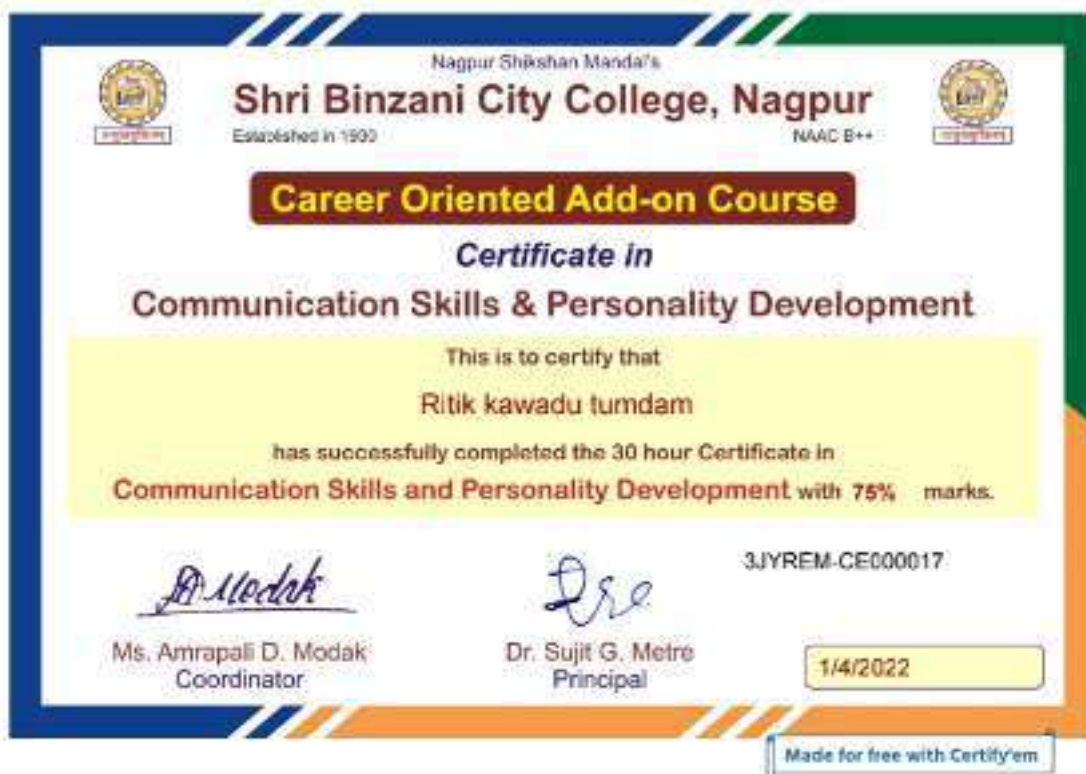 Nagpur Shikshan Mandal's
Shri Binzani City College, Nagpur
Established in 1930
NAAC B++
Career Oriented Add-on Course
Certificate in
Communication Skills & Personality Development
This is to certify that
Ritik kawadu tumdam
has successfully completed the 30 hour Certificate in
Communication Skills and Personality Development with 75% marks.
3JYREM-CE000017
Modak
Ms. Amrapali D. Modak
Coordinator
Dr. Sujit G. Metre
Principal
1/4/2022
Made for free with Certify'em